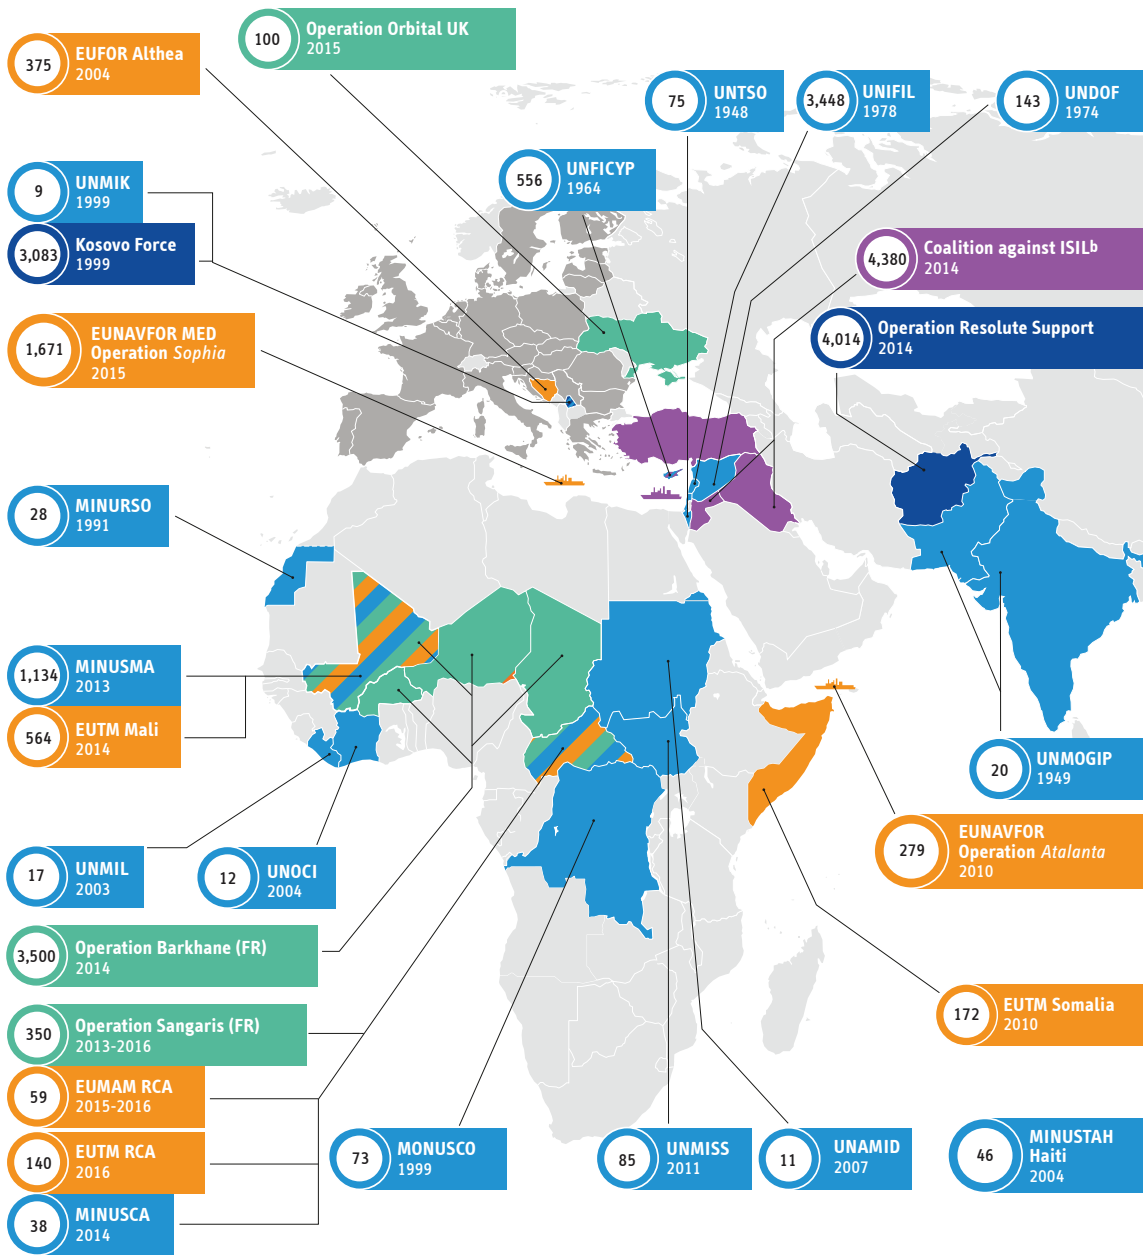 100
Operation Orbital UK
2015
375
EUFOR Althea
2004
75
UNTSO
1948
3,448
UNIFIL
1978
143
UNDOF
1974
556
UNFICYP
1964
9
UNMIK
1999
3,083
Kosovo Force
1999
4,380
Coalition against ISILb
2014
1,671
EUNAVFOR MED
Operation Sophia
2015
4,014
Operation Resolute Support
2014
28
MINURSO
1991
1,134
MINUSMA
2013
564
EUTM Mali
2014
20
UNMOGIP
1949
279
EUNAVFOR
Operation Atalanta
2010
17
UNMIL
2003
12
UNOCI
2004
3,500
Operation Barkhane (FR)
2014
172
EUTM Somalia
2010
350
Operation Sangaris (FR)
2013-2016
59
EUMAM RCA
2015-2016
140
EUTM RCA
2016
38
MINUSCA
2014
73
MONUSCO
1999
85
UNMISS
2011
11
UNAMID
2007
46
MINUSTAH
Haiti
2004